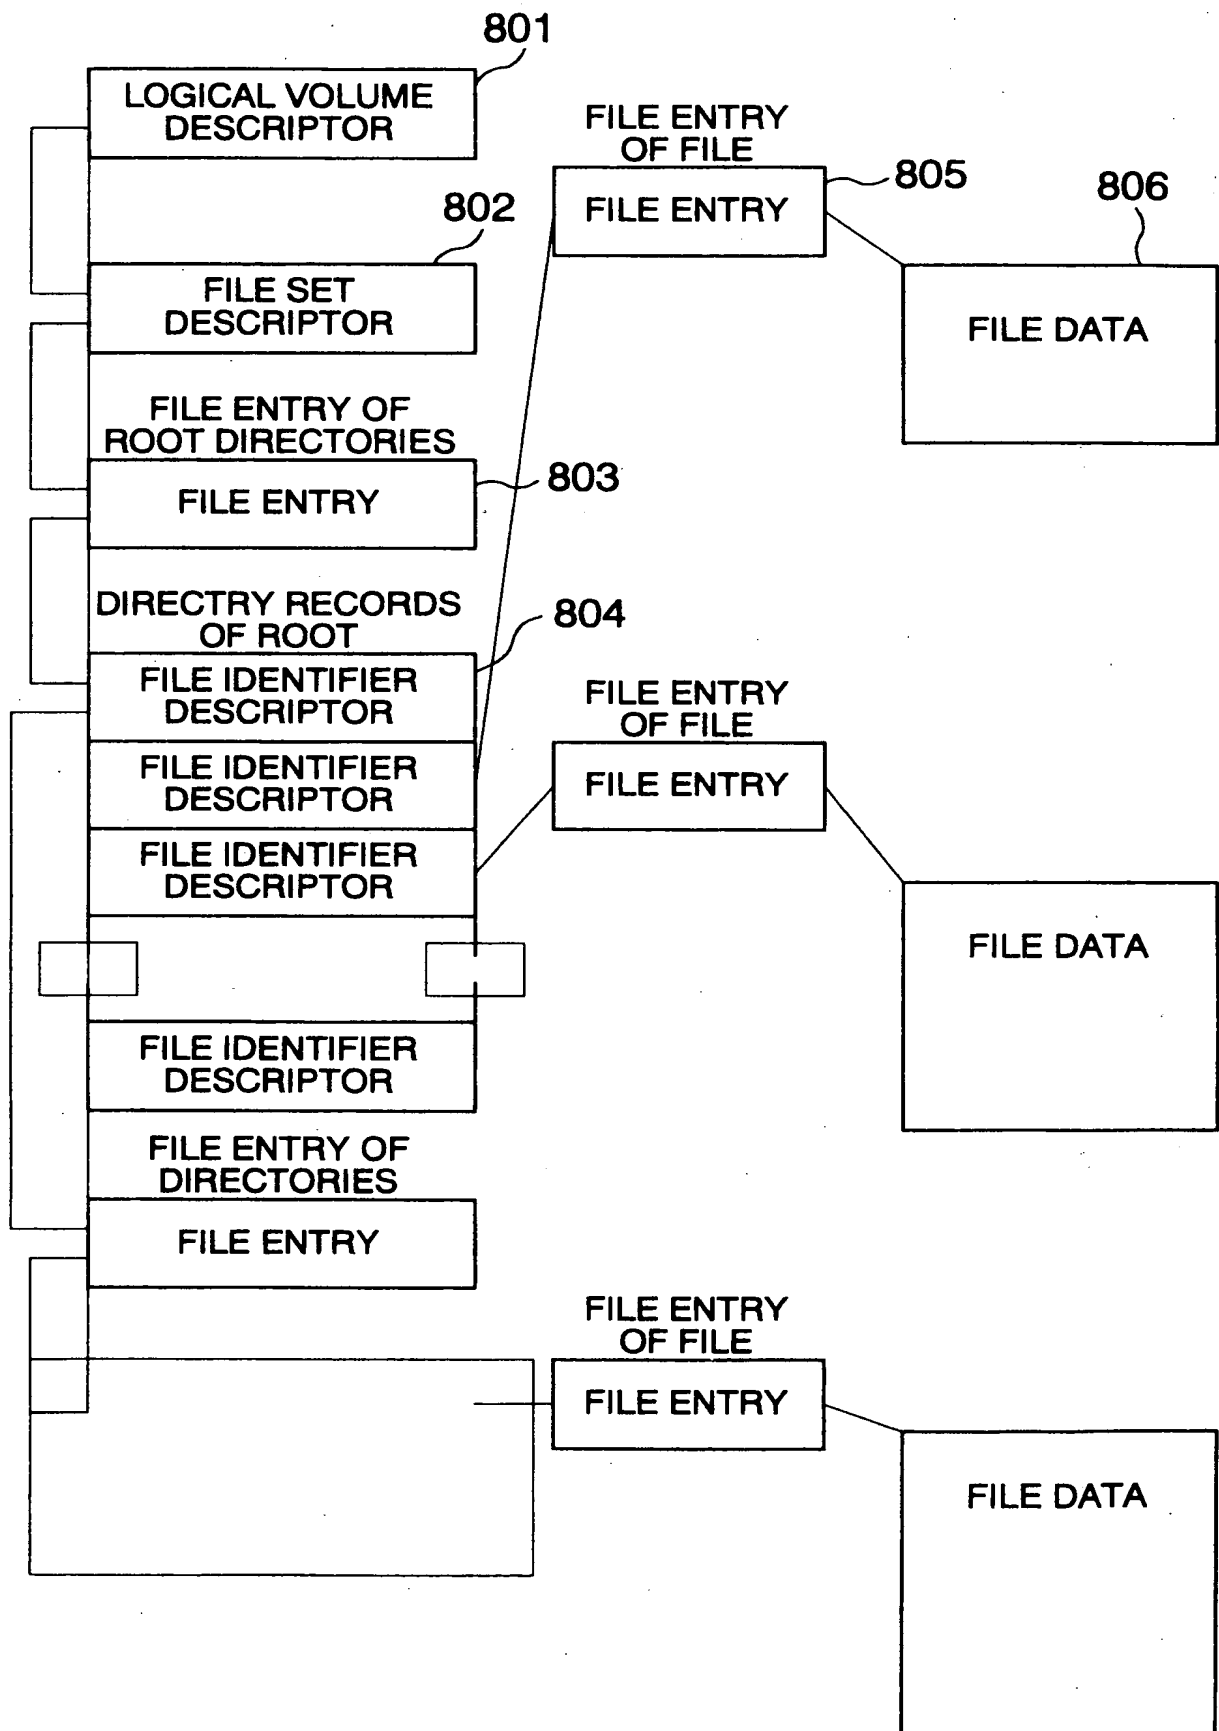 801
LOGICAL VOLUME
DESCRIPTOR
802
FILE SET
DESCRIPTOR
FILE ENTRY OF
ROOT DIRECTORIES
803
FILE ENTRY
DIRECTRY RECORDS
OF ROOT
804
FILE IDENTIFIER
DESCRIPTOR
FILE IDENTIFIER
DESCRIPTOR
FILE IDENTIFIER
DESCRIPTOR
FILE IDENTIFIER
DESCRIPTOR
FILE ENTRY OF
DIRECTORIES
FILE ENTRY
FILE ENTRY
OF FILE
805
FILE ENTRY
806
FILE DATA
FILE ENTRY
OF FILE
FILE ENTRY
FILE DATA
FILE ENTRY
OF FILE
FILE ENTRY
FILE DATA